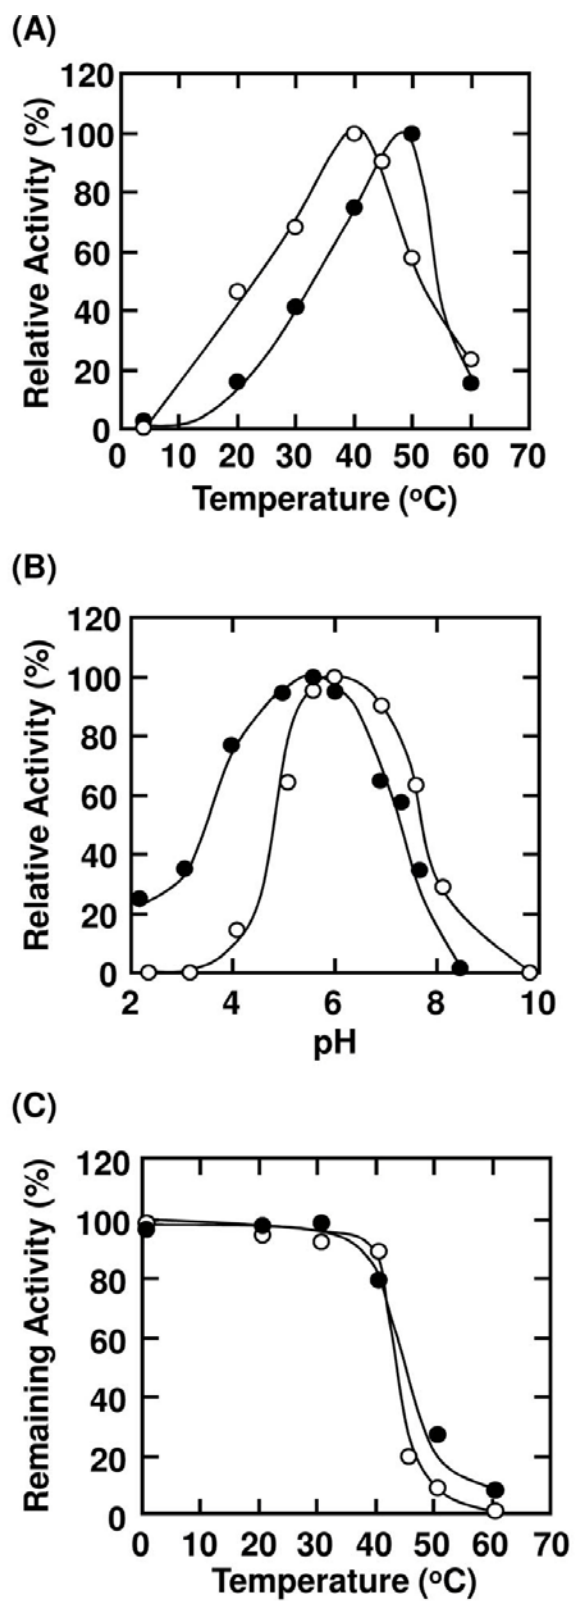 (A)
120
100
80
60
40
20
0
Relative Activity (%)
0 10 20 30 40 50 60 70
Temperature (oC)
(B)
120
100
80
60
40
20
0
Relative Activity (%)
2 4 6 8 10
pH
(C)
120
100
80
60
40
20
0
Remaining Activity (%)
0 10 20 30 40 50 60 70
Temperature (oC)